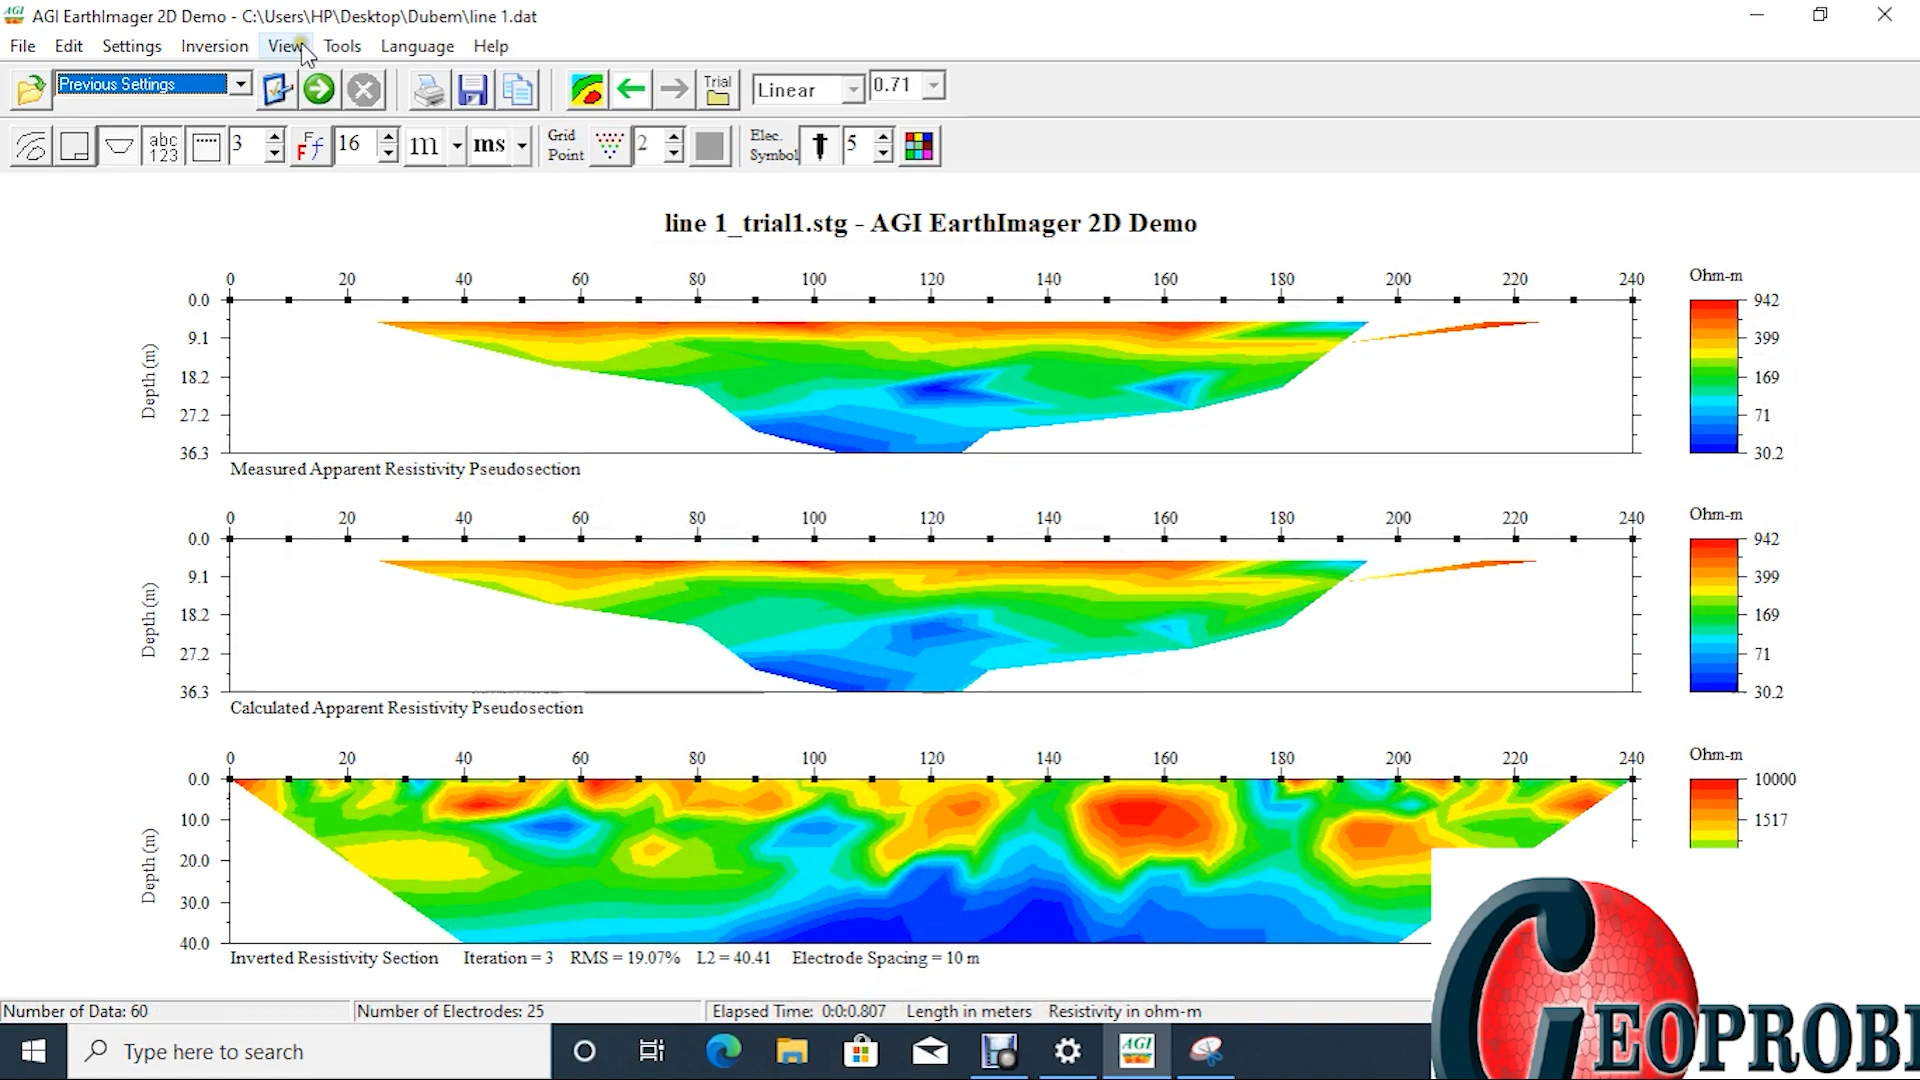 AGI EarthImager 2D Demo - C:\Users\HP\Desktop\Dubem\line 1.dat
File Edit Settings Inversion View Tools Language Help
Previous Settings Trial Linear 0.71
abc 123 3 Ff 16 m ms Grid Point 2 Elec. Symbol 5
line 1_trial1.stg - AGI EarthImager 2D Demo
0 20 40 60 80 100 120 140 160 180 200 220 240 Ohm-m
0.0 942
9.1 399
18.2 169
27.2 71
36.3 30.2
Depth (m)
Measured Apparent Resistivity Pseudosection
0 20 40 60 80 100 120 140 160 180 200 220 240 Ohm-m
0.0 942
9.1 399
18.2 169
27.2 71
36.3 30.2
Depth (m)
Calculated Apparent Resistivity Pseudosection
0 20 40 60 80 100 120 140 160 180 200 220 240 Ohm-m
0.0 10000
10.0 1517
20.0
30.0
40.0
Depth (m)
Inverted Resistivity Section Iteration = 3 RMS = 19.07% L2 = 40.41 Electrode Spacing = 10 m
Number of Data: 60 Number of Electrodes: 25 Elapsed Time: 0:0:0.807 Length in meters Resistivity in ohm-m
Type here to search
AGI
GEOPROB